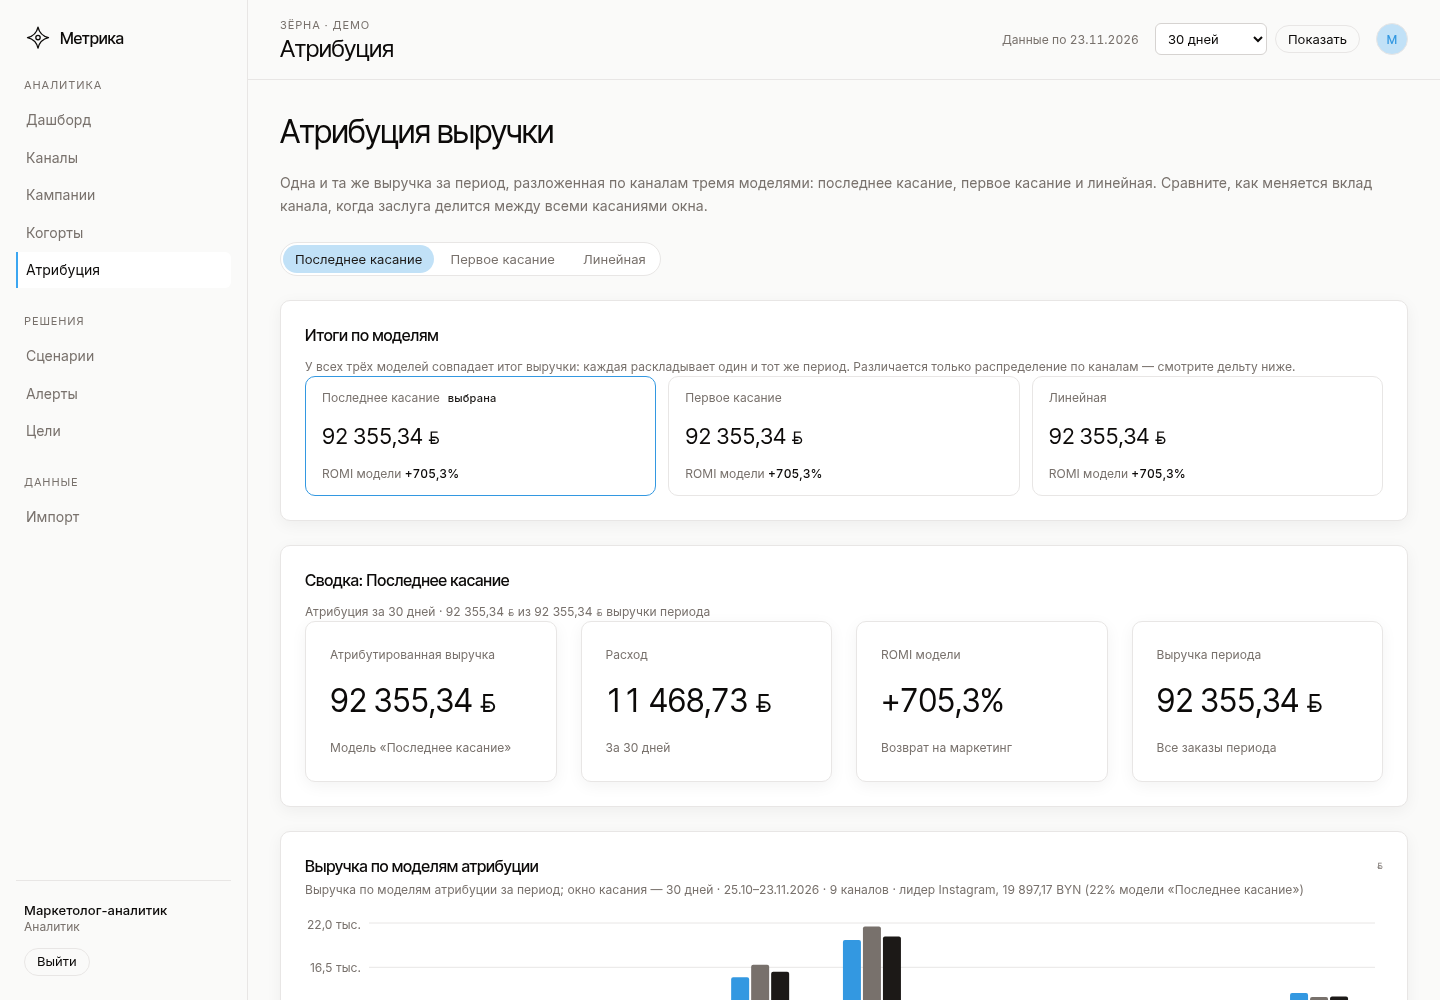 Метрика
АНАЛИТИКА
Дашборд
Каналы
Кампании
Когорты
Атрибуция
РЕШЕНИЯ
Сценарии
Алерты
Цели
ДАННЫЕ
Импорт
Маркетолог-аналитик
Аналитик
Выйти
ЗЁРНА · ДЕМО
Атрибуция
Данные по 23.11.2026
30 дней
Показать
М
Атрибуция выручки
Одна и та же выручка за период, разложенная по каналам тремя моделями: последнее касание, первое касание и линейная. Сравните, как меняется вклад
канала, когда заслуга делится между всеми касаниями окна.
Последнее касание
Первое касание
Линейная
Итоги по моделям
У всех трёх моделей совпадает итог выручки: каждая раскладывает один и тот же период. Различается только распределение по каналам — смотрите дельту ниже.
Последнее касание выбрана
92 355,34 Ƃ
ROMI модели +705,3%
Первое касание
92 355,34 Ƃ
ROMI модели +705,3%
Линейная
92 355,34 Ƃ
ROMI модели +705,3%
Сводка: Последнее касание
Атрибуция за 30 дней · 92 355,34 Ƃ из 92 355,34 Ƃ выручки периода
Атрибутированная выручка
92 355,34 Ƃ
Модель «Последнее касание»
Расход
11 468,73 Ƃ
За 30 дней
ROMI модели
+705,3%
Возврат на маркетинг
Выручка периода
92 355,34 Ƃ
Все заказы периода
Выручка по моделям атрибуции
Ƃ
Выручка по моделям атрибуции за период; окно касания — 30 дней · 25.10–23.11.2026 · 9 каналов · лидер Instagram, 19 897,17 BYN (22% модели «Последнее касание»)
22,0 тыс.
16,5 тыс.